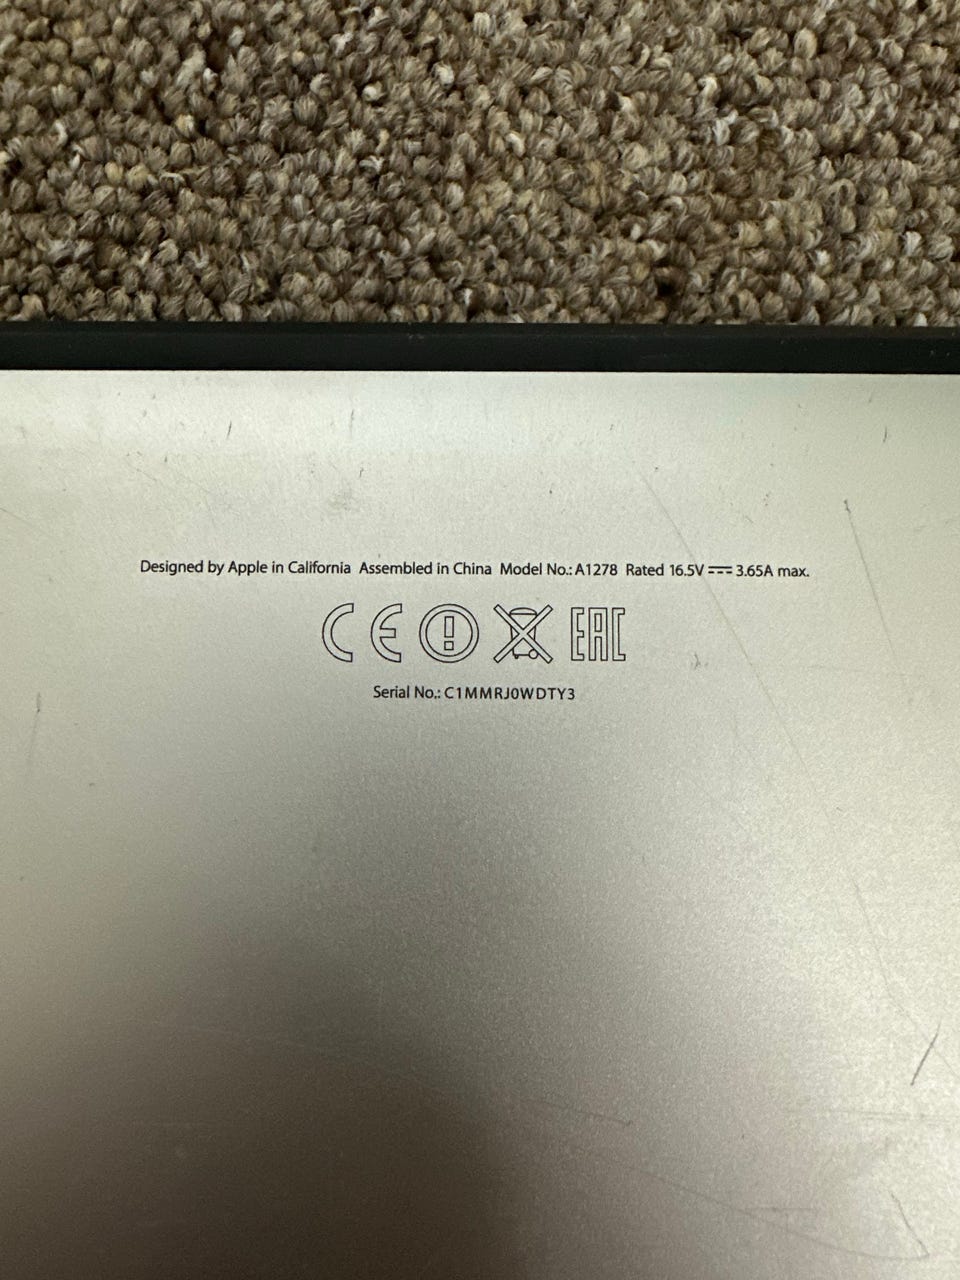 Designed by Apple in California Assembled in China Model No.: A1278 Rated 16.5V ⎓ 3.65A max.
CE EAC
Serial No.: C1MMRJ0WDTY3